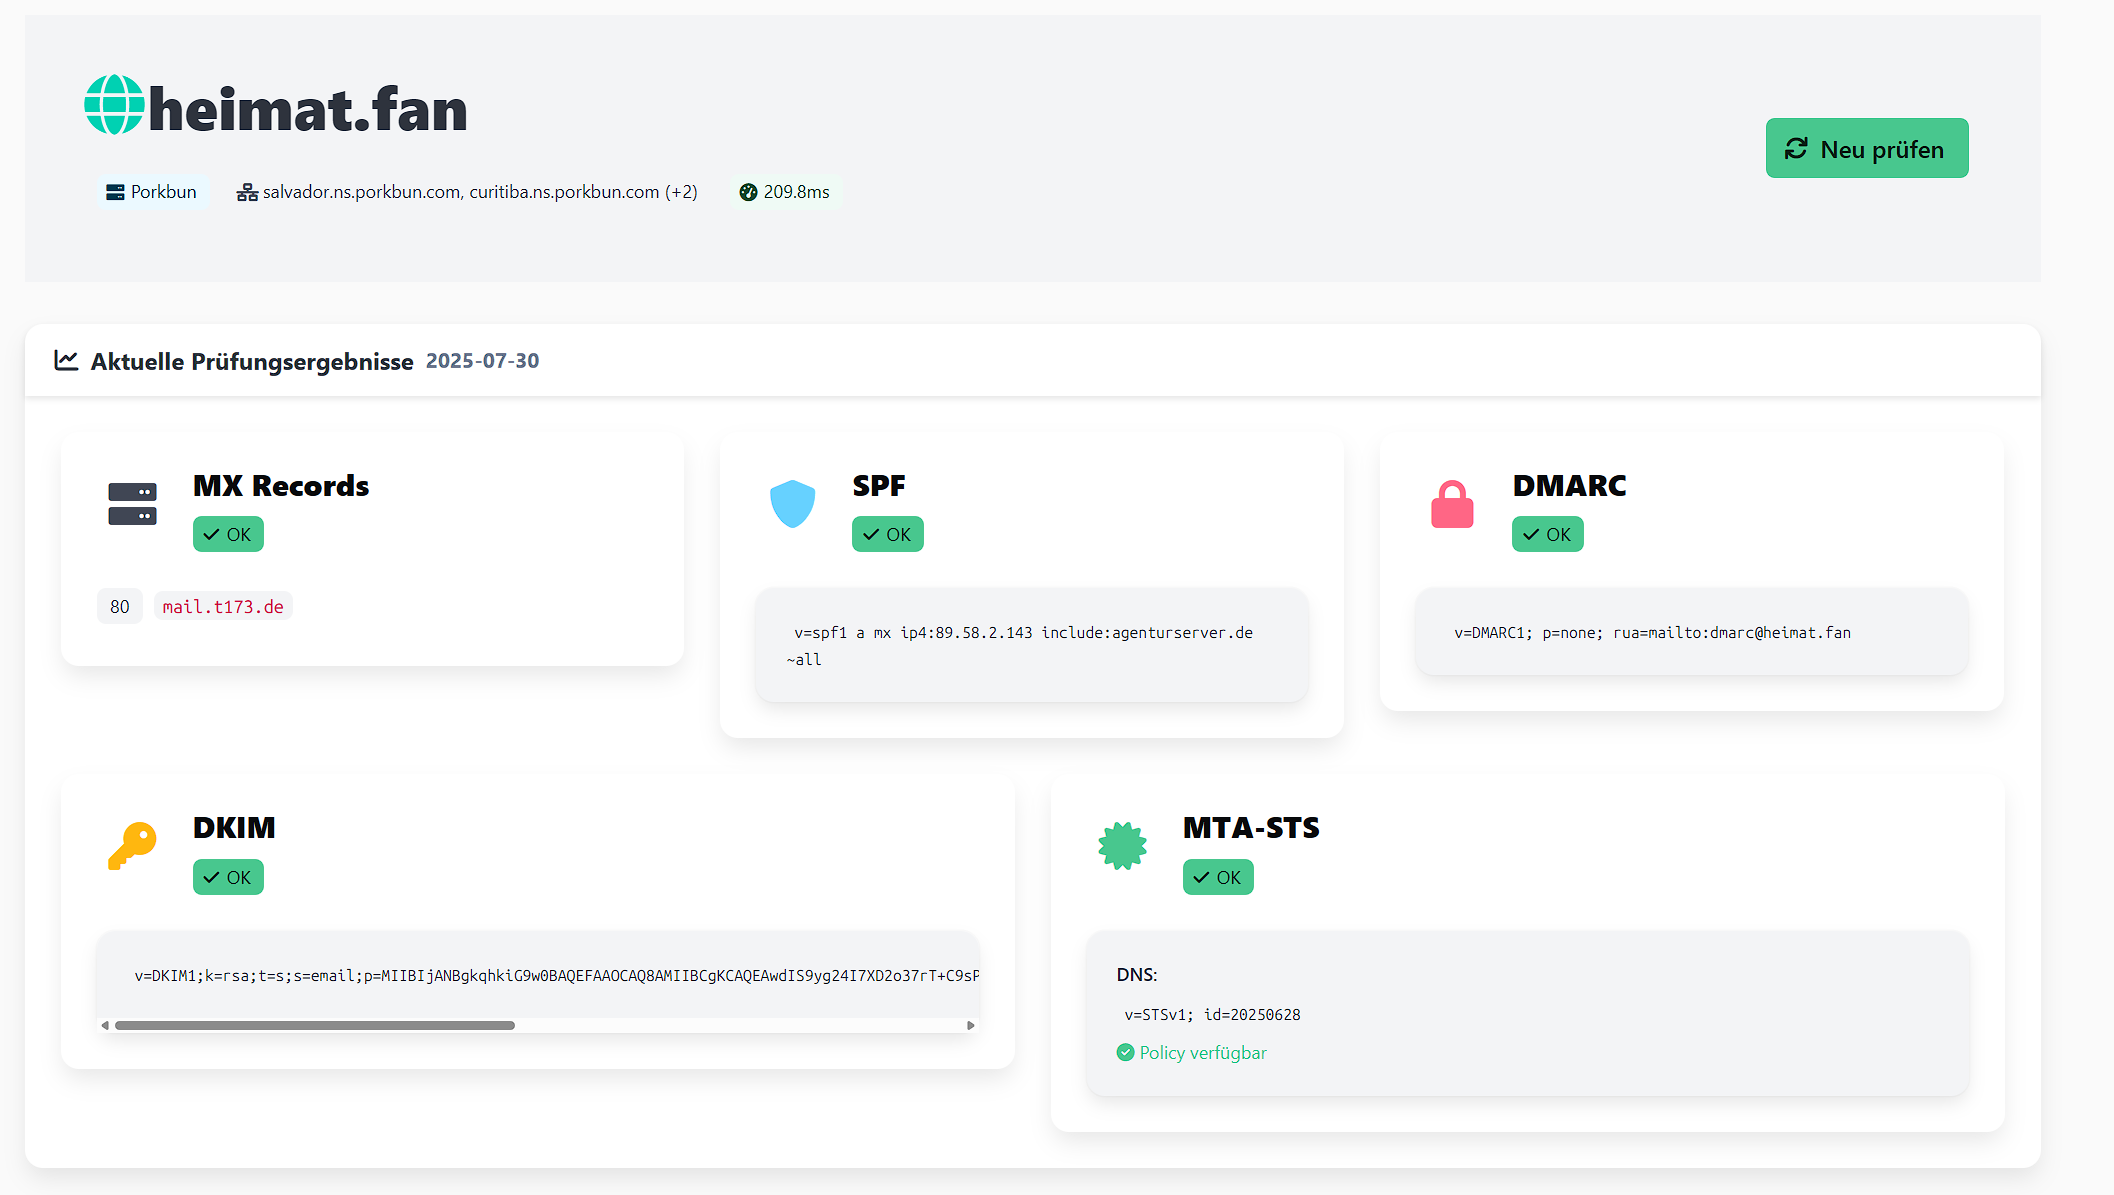 heimat.fan
Neu prüfen
Porkbun salvador.ns.porkbun.com, curitiba.ns.porkbun.com (+2) 209.8ms
Aktuelle Prüfungsergebnisse 2025-07-30
MX Records
OK
80 mail.t173.de
SPF
OK
v=spf1 a mx ip4:89.58.2.143 include:agenturserver.de
~all
DMARC
OK
v=DMARC1; p=none; rua=mailto:dmarc@heimat.fan
DKIM
OK
v=DKIM1;k=rsa;t=s;s=email;p=MIIBIjANBgkqhkiG9w0BAQEFAAOCAQ8AMIIBCgKCAQEAwdIS9yg24I7XD2o37rT+C9sP
MTA-STS
OK
DNS:
v=STSv1; id=20250628
Policy verfügbar